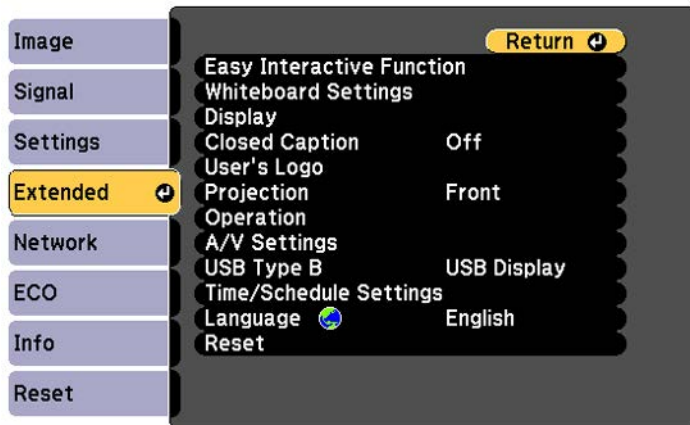 Image
Signal
Settings
Extended
Network
ECO
Info
Reset
Return
Easy Interactive Function
Whiteboard Settings
Display
Closed Caption Off
User's Logo
Projection Front
Operation
A/V Settings
USB Type B USB Display
Time/Schedule Settings
Language English
Reset